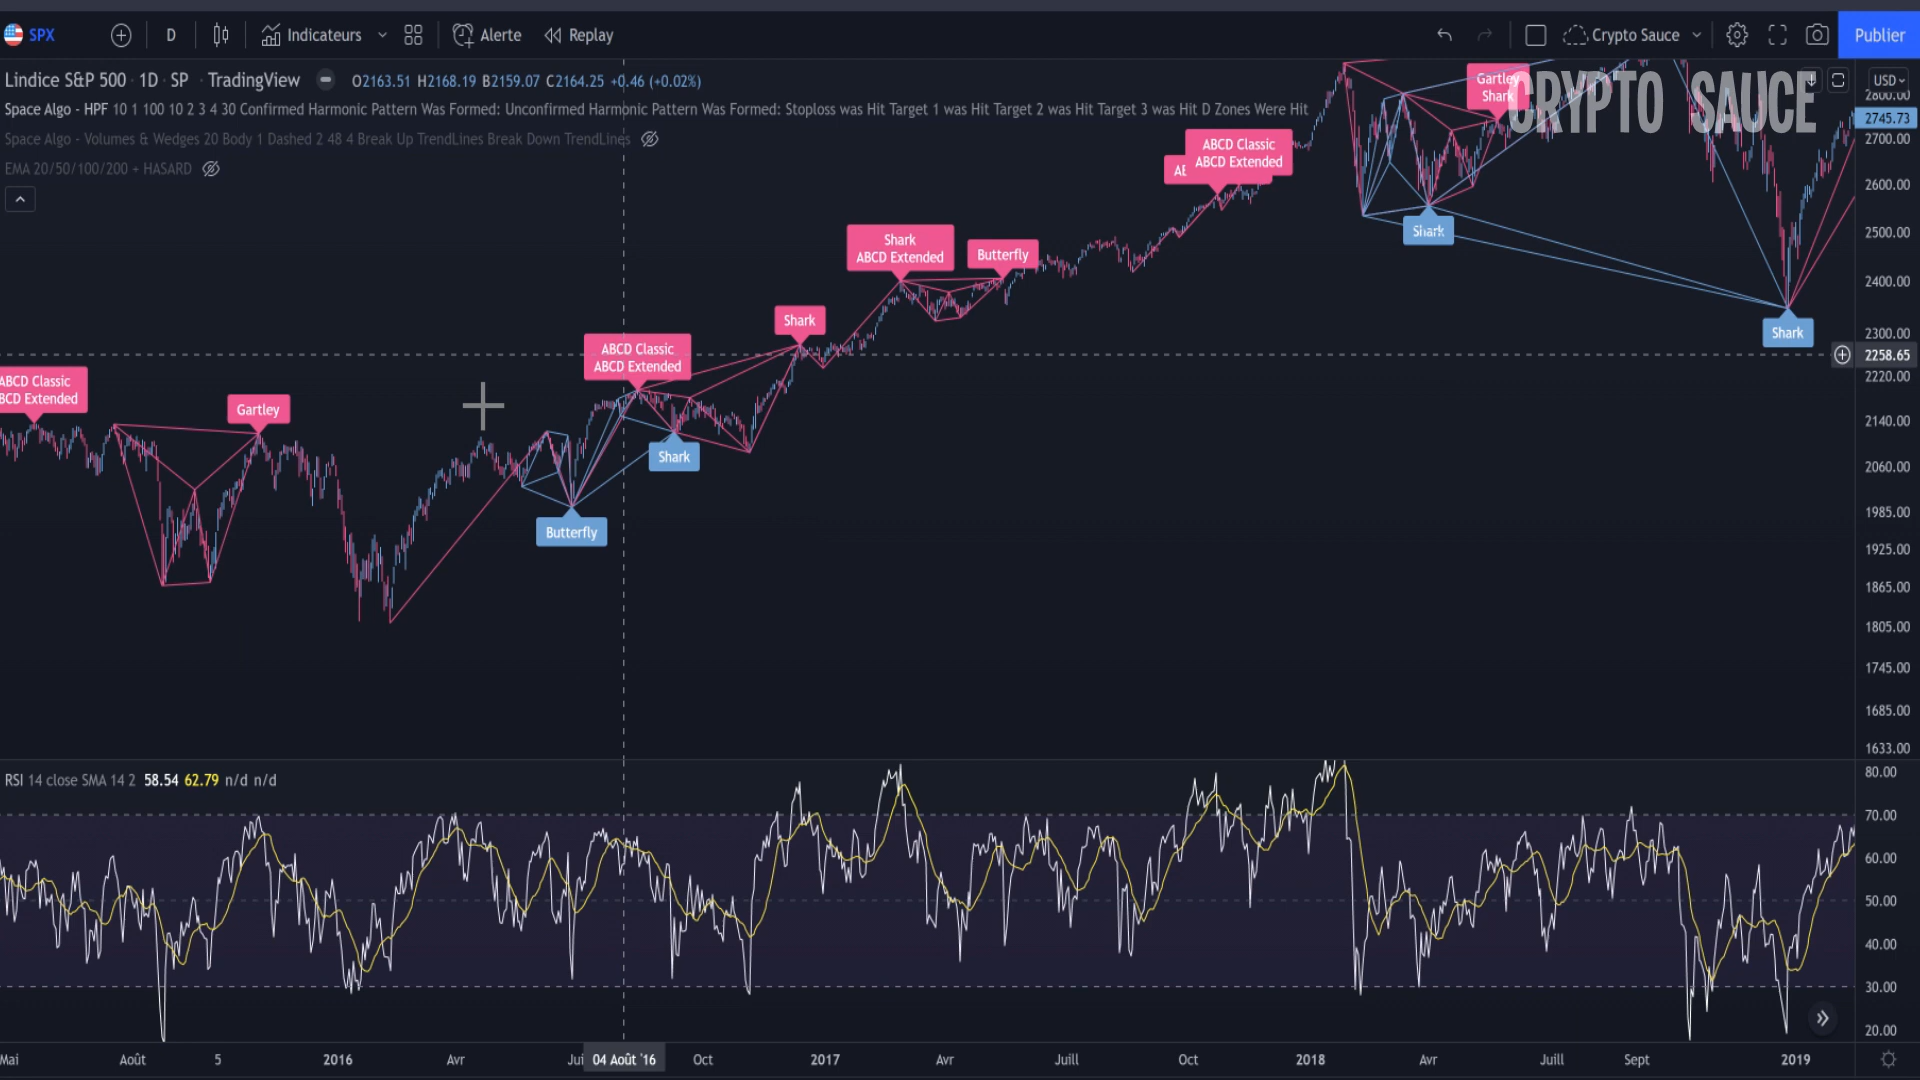 SPX
D
Indicateurs
Alerte
Replay
Crypto Sauce
Publier
Lindice S&P 500 · 1D · SP · TradingView
O2163.51 H2168.19 B2159.07 C2164.25 +0.46 (+0.02%)
Space Algo - HPF 10 1 100 10 2 3 4 30 Confirmed Harmonic Pattern Was Formed: Unconfirmed Harmonic Pattern Was Formed: Stoploss was Hit Target 1 was Hit Target 2 was Hit Target 3 was Hit D Zones Were Hit
Space Algo - Volumes & Wedges 20 Body 1 Dashed 2 48 4 Break Up TrendLines Break Down TrendLines
EMA 20/50/100/200 + HASARD
CRYPTO SAUCE
USD
2745.73
2700.00
2600.00
2500.00
2400.00
2300.00
2258.65
2220.00
2140.00
2060.00
1985.00
1925.00
1865.00
1805.00
1745.00
1685.00
1633.00
Gartley
Shark
ABCD Classic
ABCD Extended
Shark
Shark
ABCD Extended
Butterfly
Shark
Shark
ABCD Classic
ABCD Extended
ABCD Classic
BCD Extended
Gartley
Shark
Butterfly
RSI 14 close SMA 14 2 58.54 62.79 n/d n/d
80.00
70.00
60.00
50.00
40.00
30.00
20.00
Mai
Août
5
2016
Avr
Jui
04 Août '16
Oct
2017
Avr
Juill
Oct
2018
Avr
Juill
Sept
2019